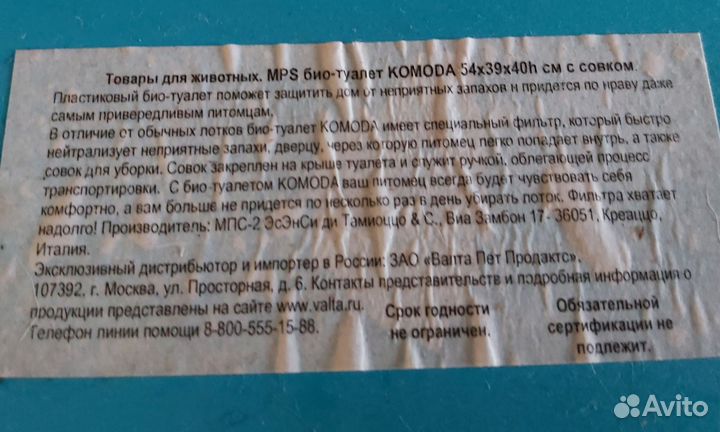 Товары для животных. MPS био-туалет KOMODA 54х39х40h см с совком.
Пластиковый био-туалет поможет защитить дом от неприятных запахов и придется по нраву даже
самым привередливым питомцам.
В отличие от обычных лотков био-туалет KOMODA имеет специальный фильтр, который быстро
нейтрализует неприятные запахи, дверцу, через которую питомец легко попадает внутрь, а также
совок для уборки. Совок закреплен на крыше туалета и служит ручкой, облегающей процесс
транспортировки. С био-туалетом KOMODA ваш питомец всегда будет чувствовать себя
комфортно, а вам больше не придется по несколько раз в день убирать лоток. Фильтра хватает
надолго! Производитель: МПС-2 ЭсЭнСи ди Тамиоццо & С., Виа Замбон 17- 36051, Креаццо,
Италия.
Эксклюзивный дистрибьютор и импортер в России: ЗАО «Валта Пет Продактс».
107392, г. Москва, ул. Просторная, д. 6. Контакты представительств и подробная информация о
продукции представлены на сайте www.valta.ru.
Телефон линии помощи 8-800-555-15-88.
Срок годности
не ограничен.
Обязательной
сертификации не
подлежит.
Avito